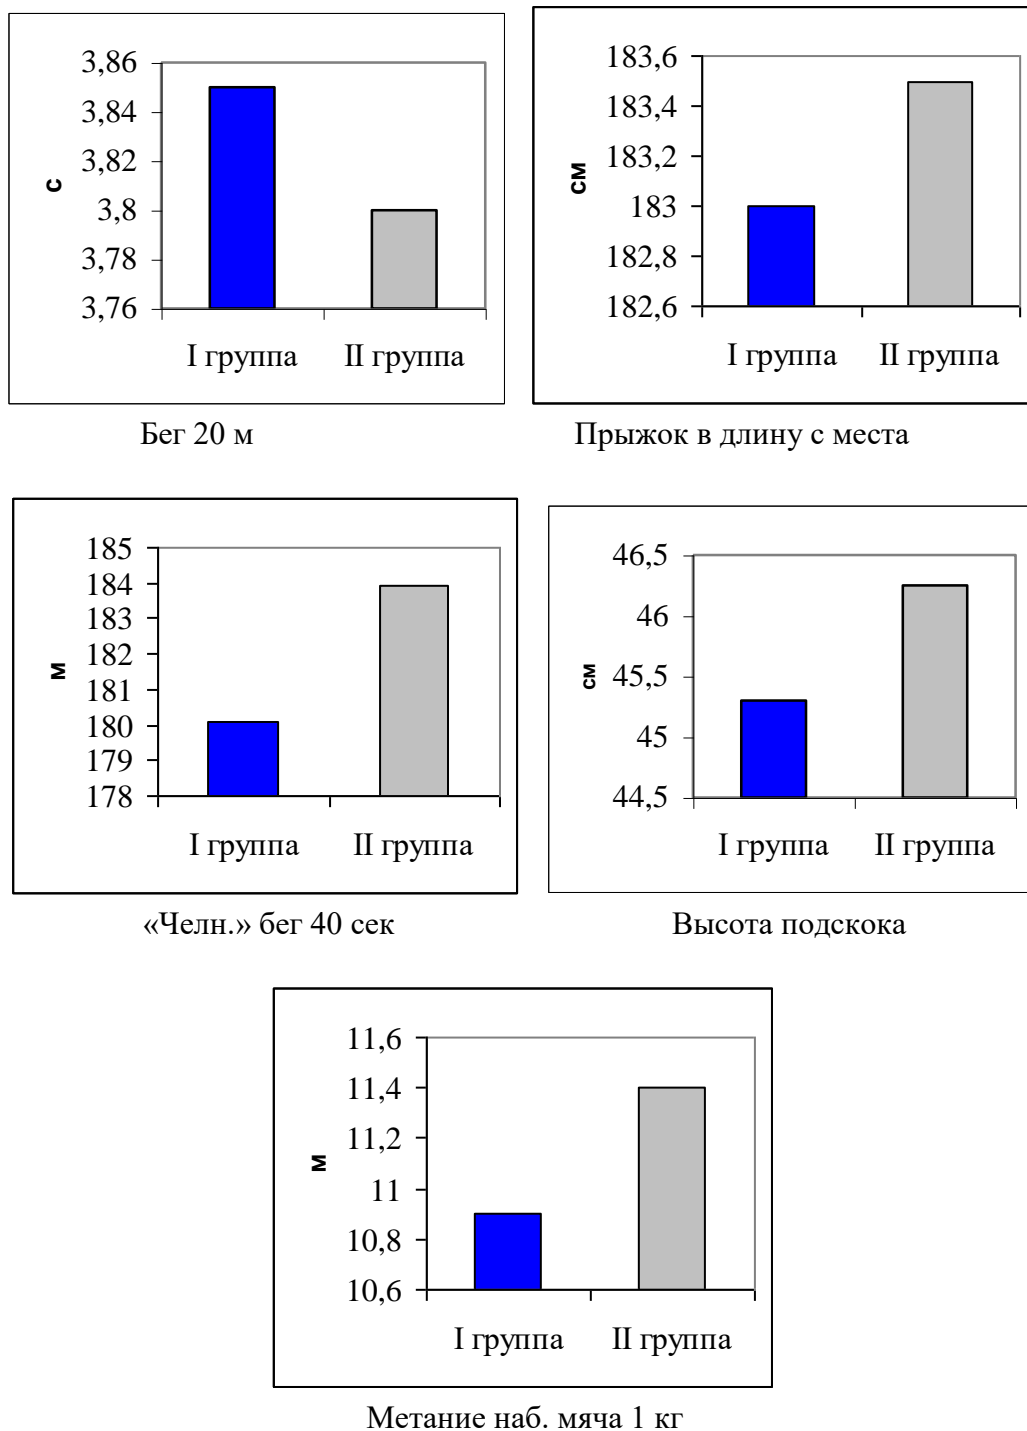 3,86
3,84
3,82
3,8
3,78
3,76
с
I группа II группа
Бег 20 м
183,6
183,4
183,2
183
182,8
182,6
см
I группа II группа
Прыжок в длину с места
185
184
183
182
181
180
179
178
м
I группа II группа
«Челн.» бег 40 сек
46,5
46
45,5
45
44,5
см
I группа II группа
Высота подскока
11,6
11,4
11,2
11
10,8
10,6
м
I группа II группа
Метание наб. мяча 1 кг